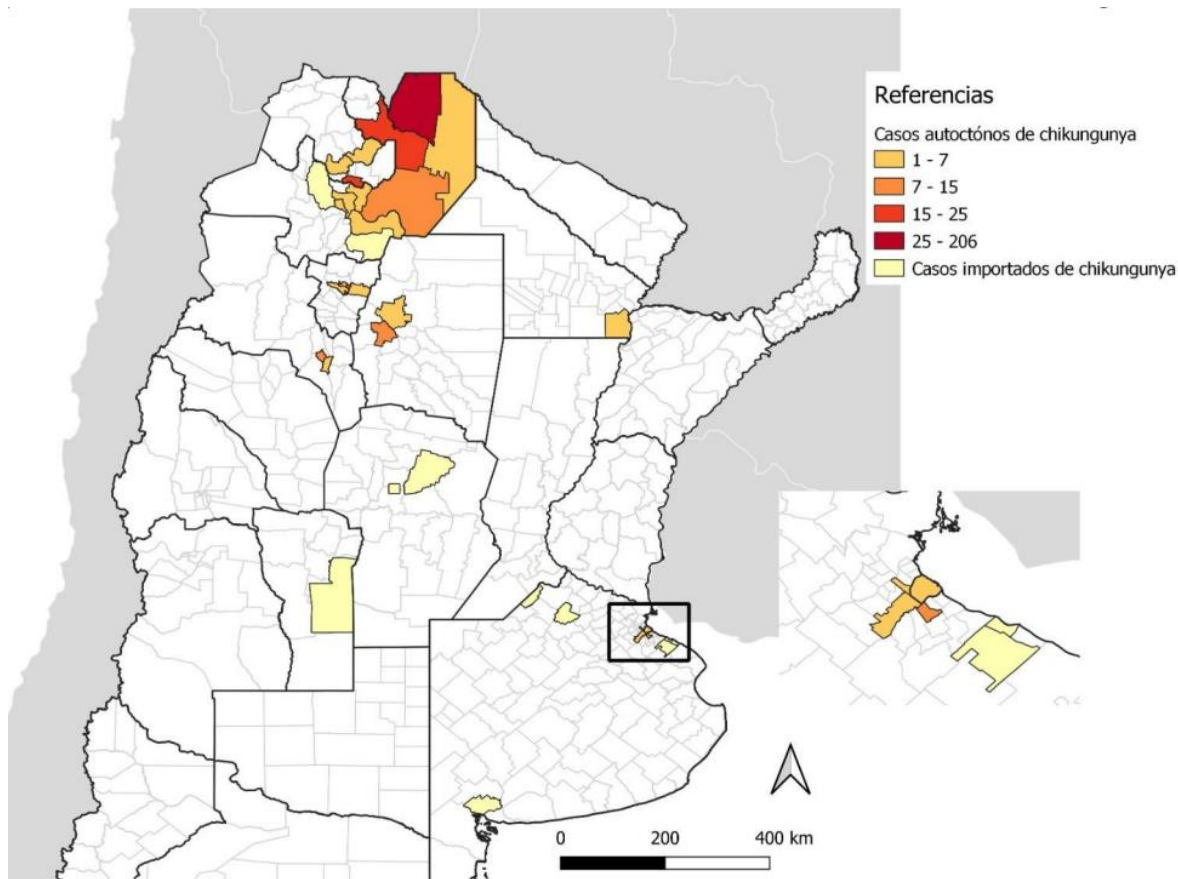 Referencias
Casos autoctónos de chikungunya
1 - 7
7 - 15
15 - 25
25 - 206
Casos importados de chikungunya
0 200 400 km